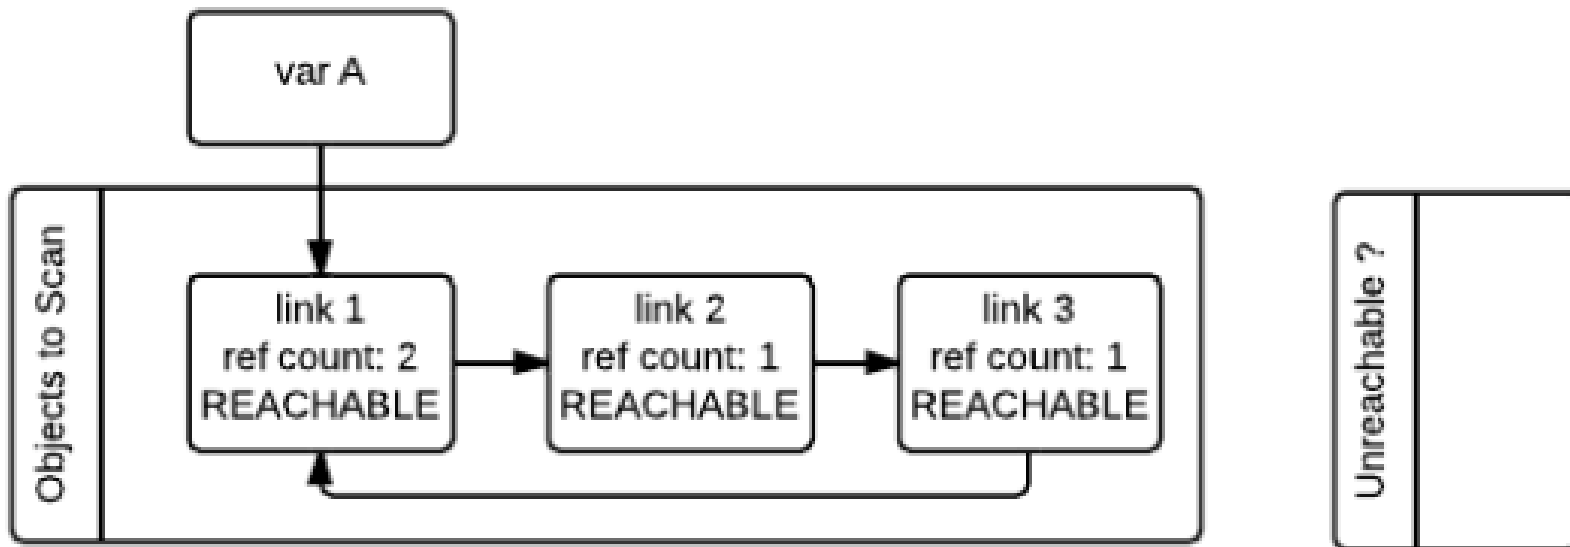 var A
Objects to Scan
link 1
ref count: 2
REACHABLE
link 2
ref count: 1
REACHABLE
link 3
ref count: 1
REACHABLE
Unreachable ?